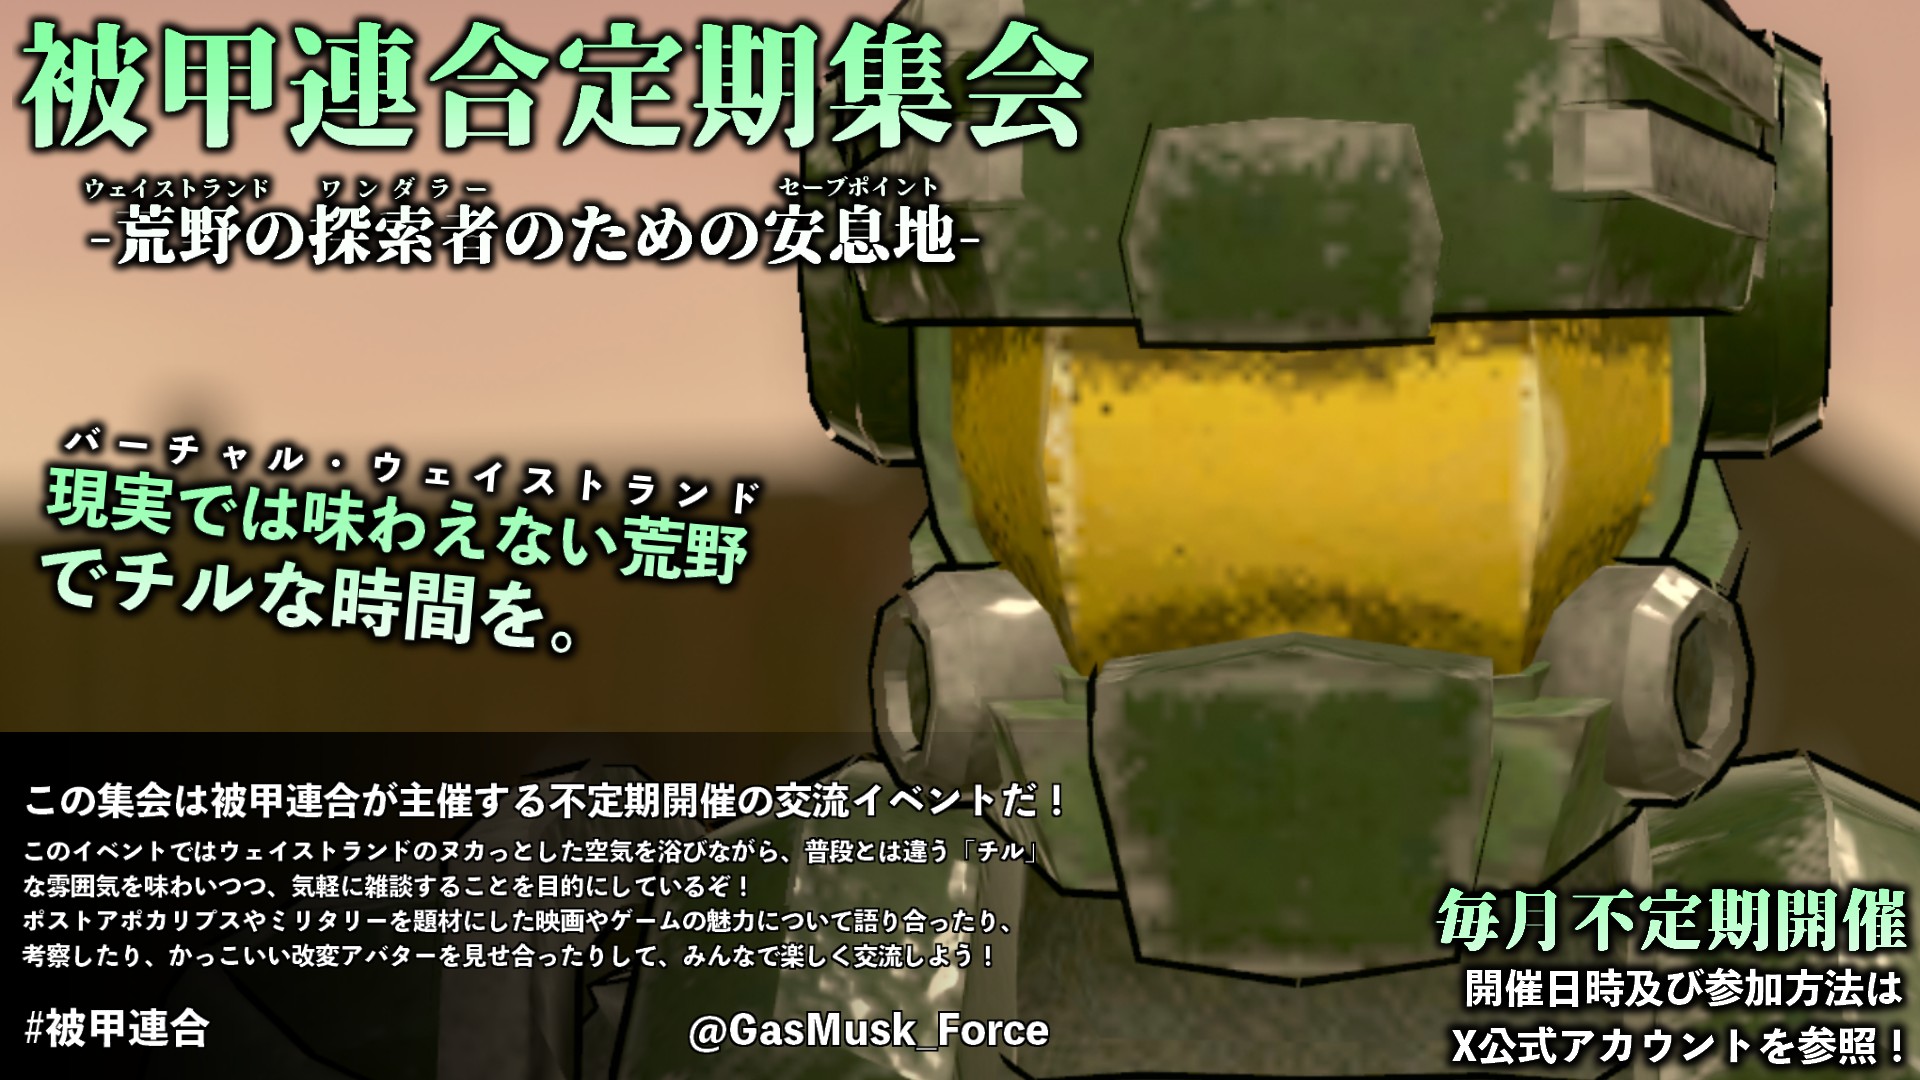 被甲連合定期集会
ウェイストランド ワンダラー セーブポイント
-荒野の探索者のための安息地-
バーチャル・ウェイストランド
現実では味わえない荒野
でチルな時間を。
この集会は被甲連合が主催する不定期開催の交流イベントだ！
このイベントではウェイストランドのヌカっとした空気を浴びながら、普段とは違う「チル」
な雰囲気を味わいつつ、気軽に雑談することを目的にしているぞ！
ポストアポカリプスやミリタリーを題材にした映画やゲームの魅力について語り合ったり、
考察したり、かっこいい改変アバターを見せ合ったりして、みんなで楽しく交流しよう！
#被甲連合
@GasMusk_Force
毎月不定期開催
開催日時及び参加方法は
X公式アカウントを参照！